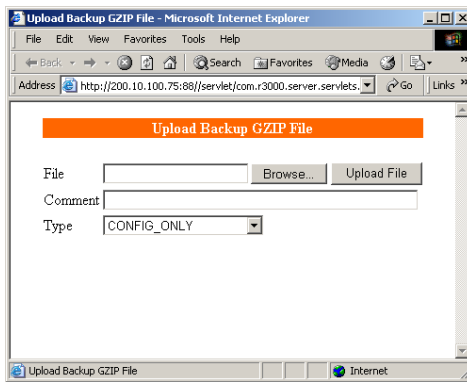 Upload Backup GZIP File - Microsoft Internet Explorer
File Edit View Favorites Tools Help
Back Search Favorites Media »
Address http://200.10.100.75:88//servlet/com.r3000.server.servlets. Go Links »
Upload Backup GZIP File
File Browse... Upload File
Comment
Type CONFIG_ONLY
Upload Backup GZIP File Internet